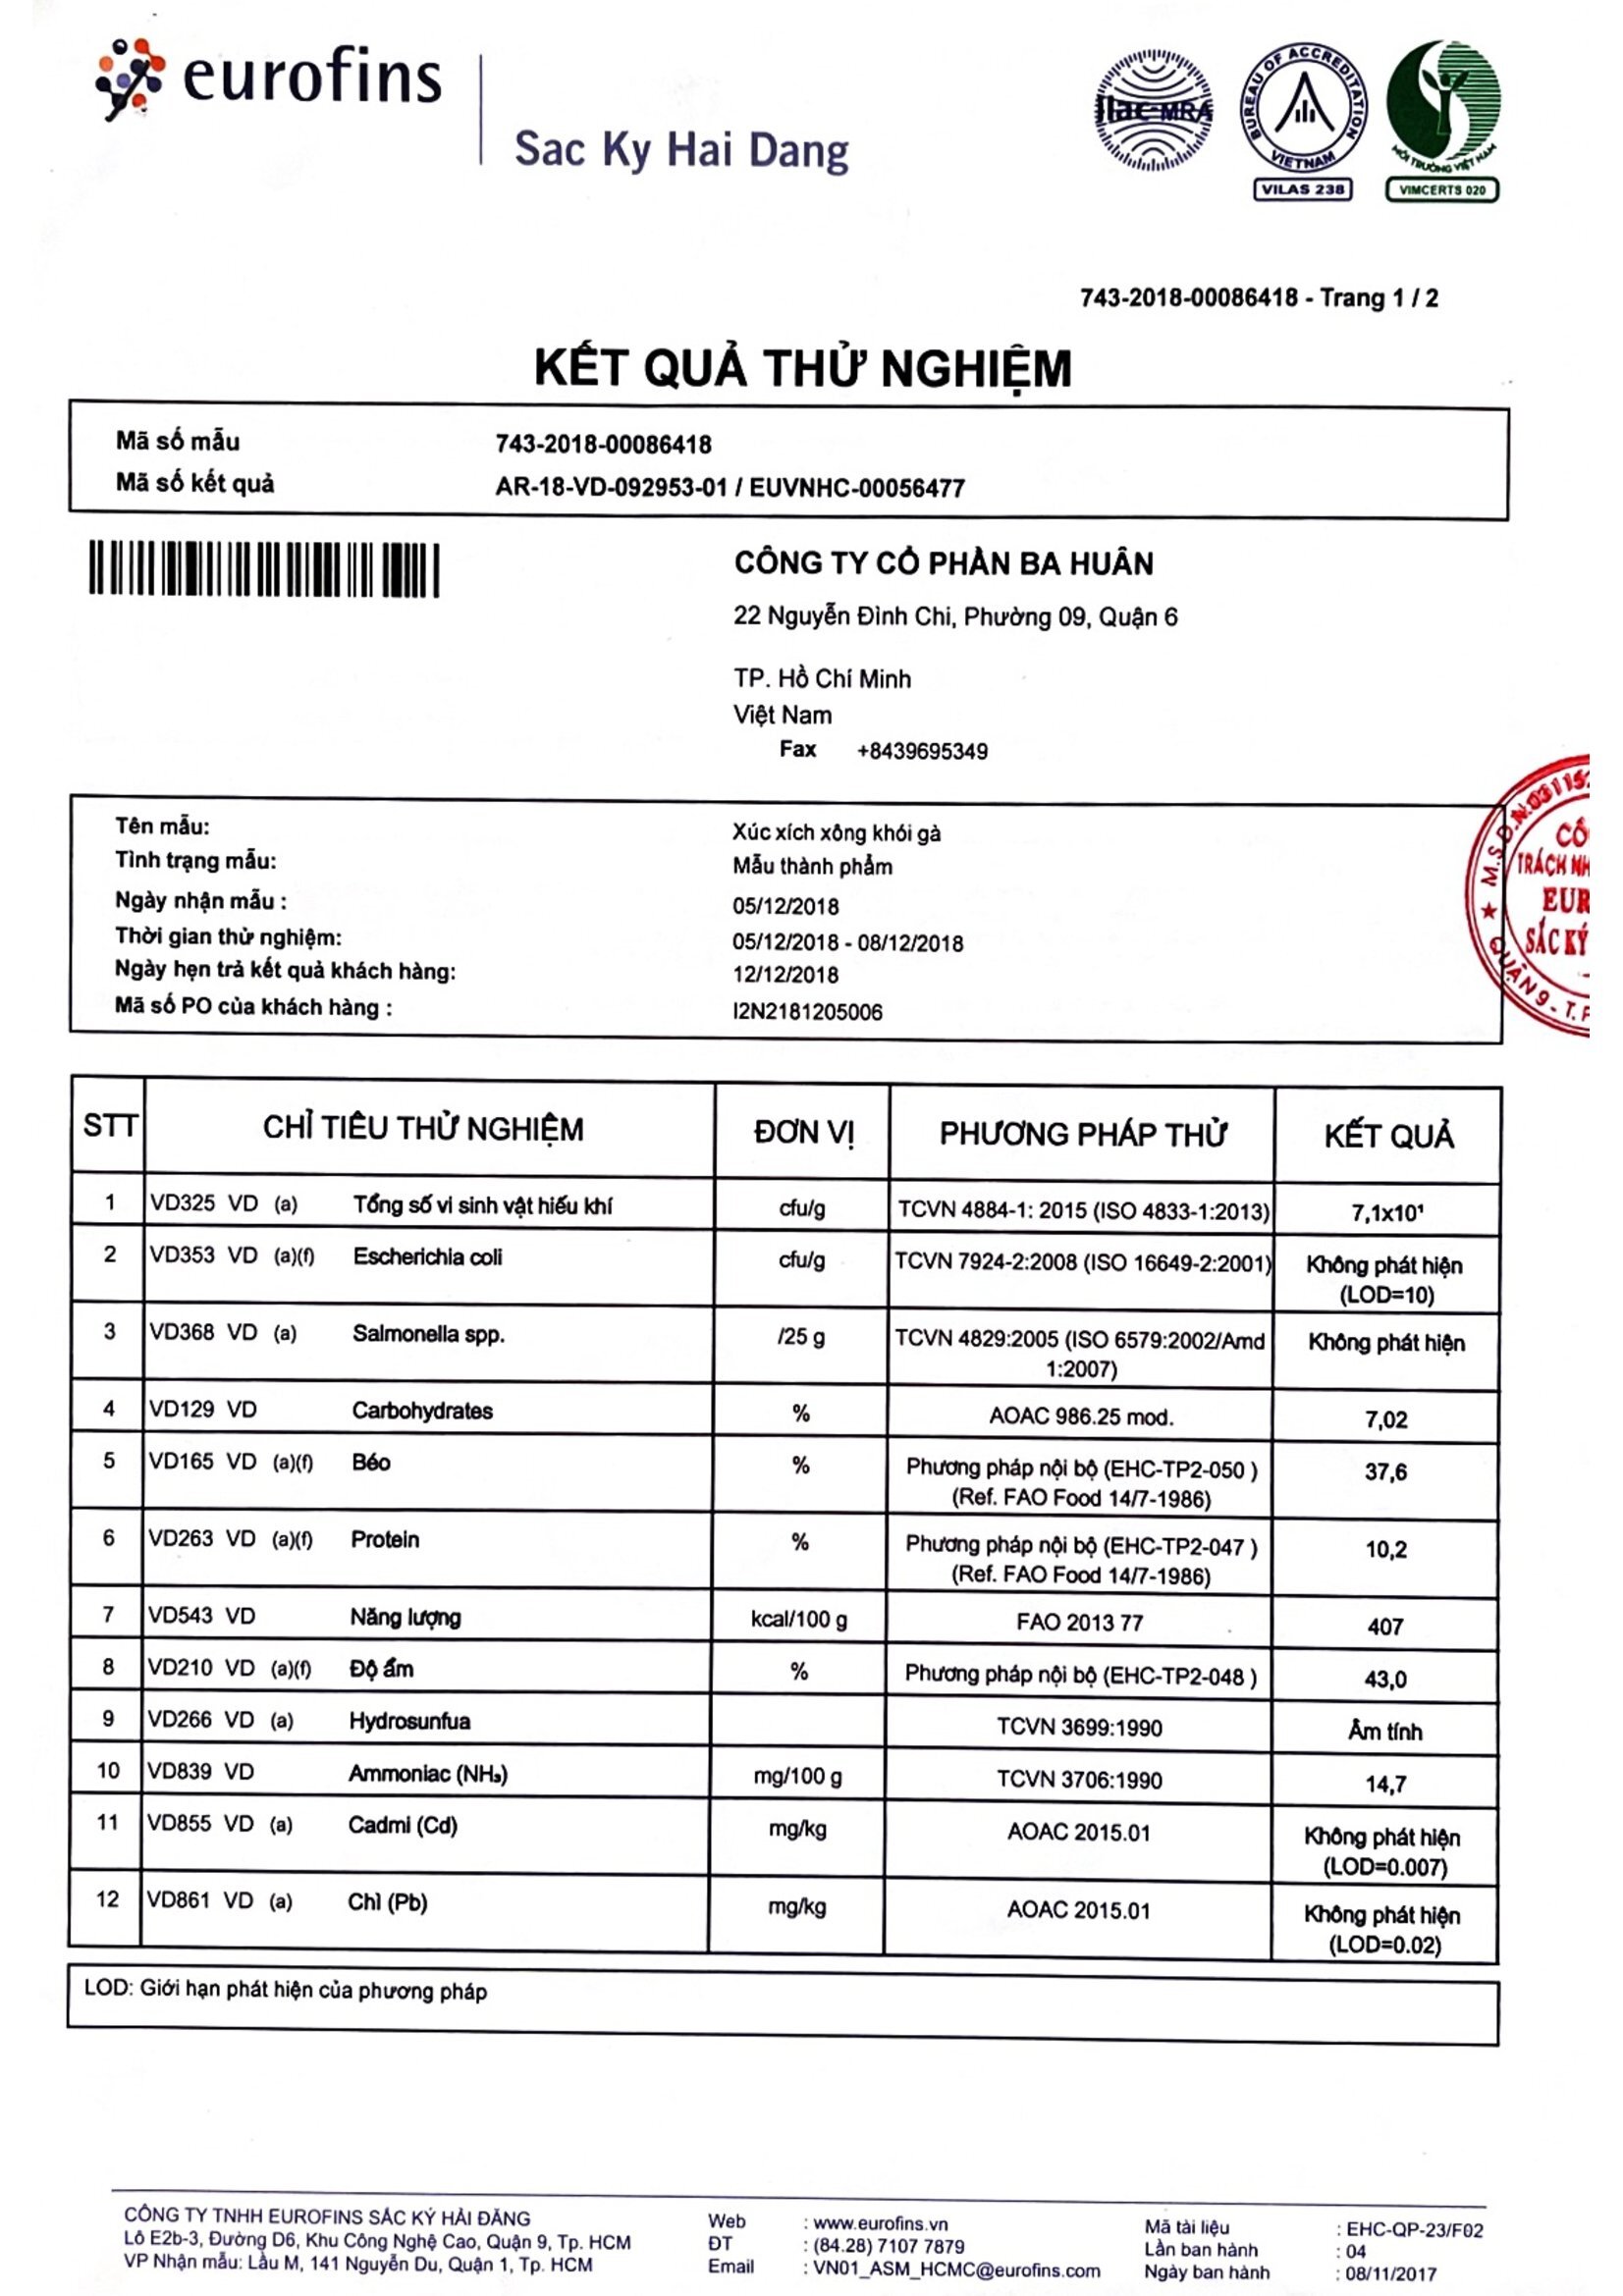 eurofins
Sac Ky Hai Dang
ilac-MRA
BUREAU OF ACCREDITATION
VIETNAM
VILAS 238
MÔI TRƯỜNG VIỆT NAM
VIMCERTS 020
743-2018-00086418 - Trang 1 / 2
KẾT QUẢ THỬ NGHIỆM
Mã số mẫu 743-2018-00086418
Mã số kết quả AR-18-VD-092953-01 / EUVNHC-00056477
CÔNG TY CỔ PHẦN BA HUÂN
22 Nguyễn Đình Chi, Phường 09, Quận 6
TP. Hồ Chí Minh
Việt Nam
Fax +8439695349
Tên mẫu: Xúc xích xông khói gà
Tình trạng mẫu: Mẫu thành phẩm
Ngày nhận mẫu : 05/12/2018
Thời gian thử nghiệm: 05/12/2018 - 08/12/2018
Ngày hẹn trả kết quả khách hàng: 12/12/2018
Mã số PO của khách hàng : I2N2181205006
M.S.D.N:031152
CÔ
TRÁCH NH
EUR
SẮC KÝ
QUẬN 9 - T.P
STT CHỈ TIÊU THỬ NGHIỆM ĐƠN VỊ PHƯƠNG PHÁP THỬ KẾT QUẢ
1 VD325 VD (a) Tổng số vi sinh vật hiếu khí cfu/g TCVN 4884-1: 2015 (ISO 4833-1:2013) 7,1x10¹
2 VD353 VD (a)(f) Escherichia coli cfu/g TCVN 7924-2:2008 (ISO 16649-2:2001) Không phát hiện
(LOD=10)
3 VD368 VD (a) Salmonella spp. /25 g TCVN 4829:2005 (ISO 6579:2002/Amd Không phát hiện
1:2007)
4 VD129 VD Carbohydrates % AOAC 986.25 mod. 7,02
5 VD165 VD (a)(f) Béo % Phương pháp nội bộ (EHC-TP2-050 ) 37,6
(Ref. FAO Food 14/7-1986)
6 VD263 VD (a)(f) Protein % Phương pháp nội bộ (EHC-TP2-047 ) 10,2
(Ref. FAO Food 14/7-1986)
7 VD543 VD Năng lượng kcal/100 g FAO 2013 77 407
8 VD210 VD (a)(f) Độ ẩm % Phương pháp nội bộ (EHC-TP2-048 ) 43,0
9 VD266 VD (a) Hydrosunfua TCVN 3699:1990 Âm tính
10 VD839 VD Ammoniac (NH₃) mg/100 g TCVN 3706:1990 14,7
11 VD855 VD (a) Cadmi (Cd) mg/kg AOAC 2015.01 Không phát hiện
(LOD=0.007)
12 VD861 VD (a) Chì (Pb) mg/kg AOAC 2015.01 Không phát hiện
(LOD=0.02)
LOD: Giới hạn phát hiện của phương pháp
CÔNG TY TNHH EUROFINS SẮC KÝ HẢI ĐĂNG
Lô E2b-3, Đường D6, Khu Công Nghệ Cao, Quận 9, Tp. HCM
VP Nhận mẫu: Lầu M, 141 Nguyễn Du, Quận 1, Tp. HCM
Web : www.eurofins.vn
ĐT : (84.28) 7107 7879
Email : VN01_ASM_HCMC@eurofins.com
Mã tài liệu : EHC-QP-23/F02
Lần ban hành : 04
Ngày ban hành : 08/11/2017